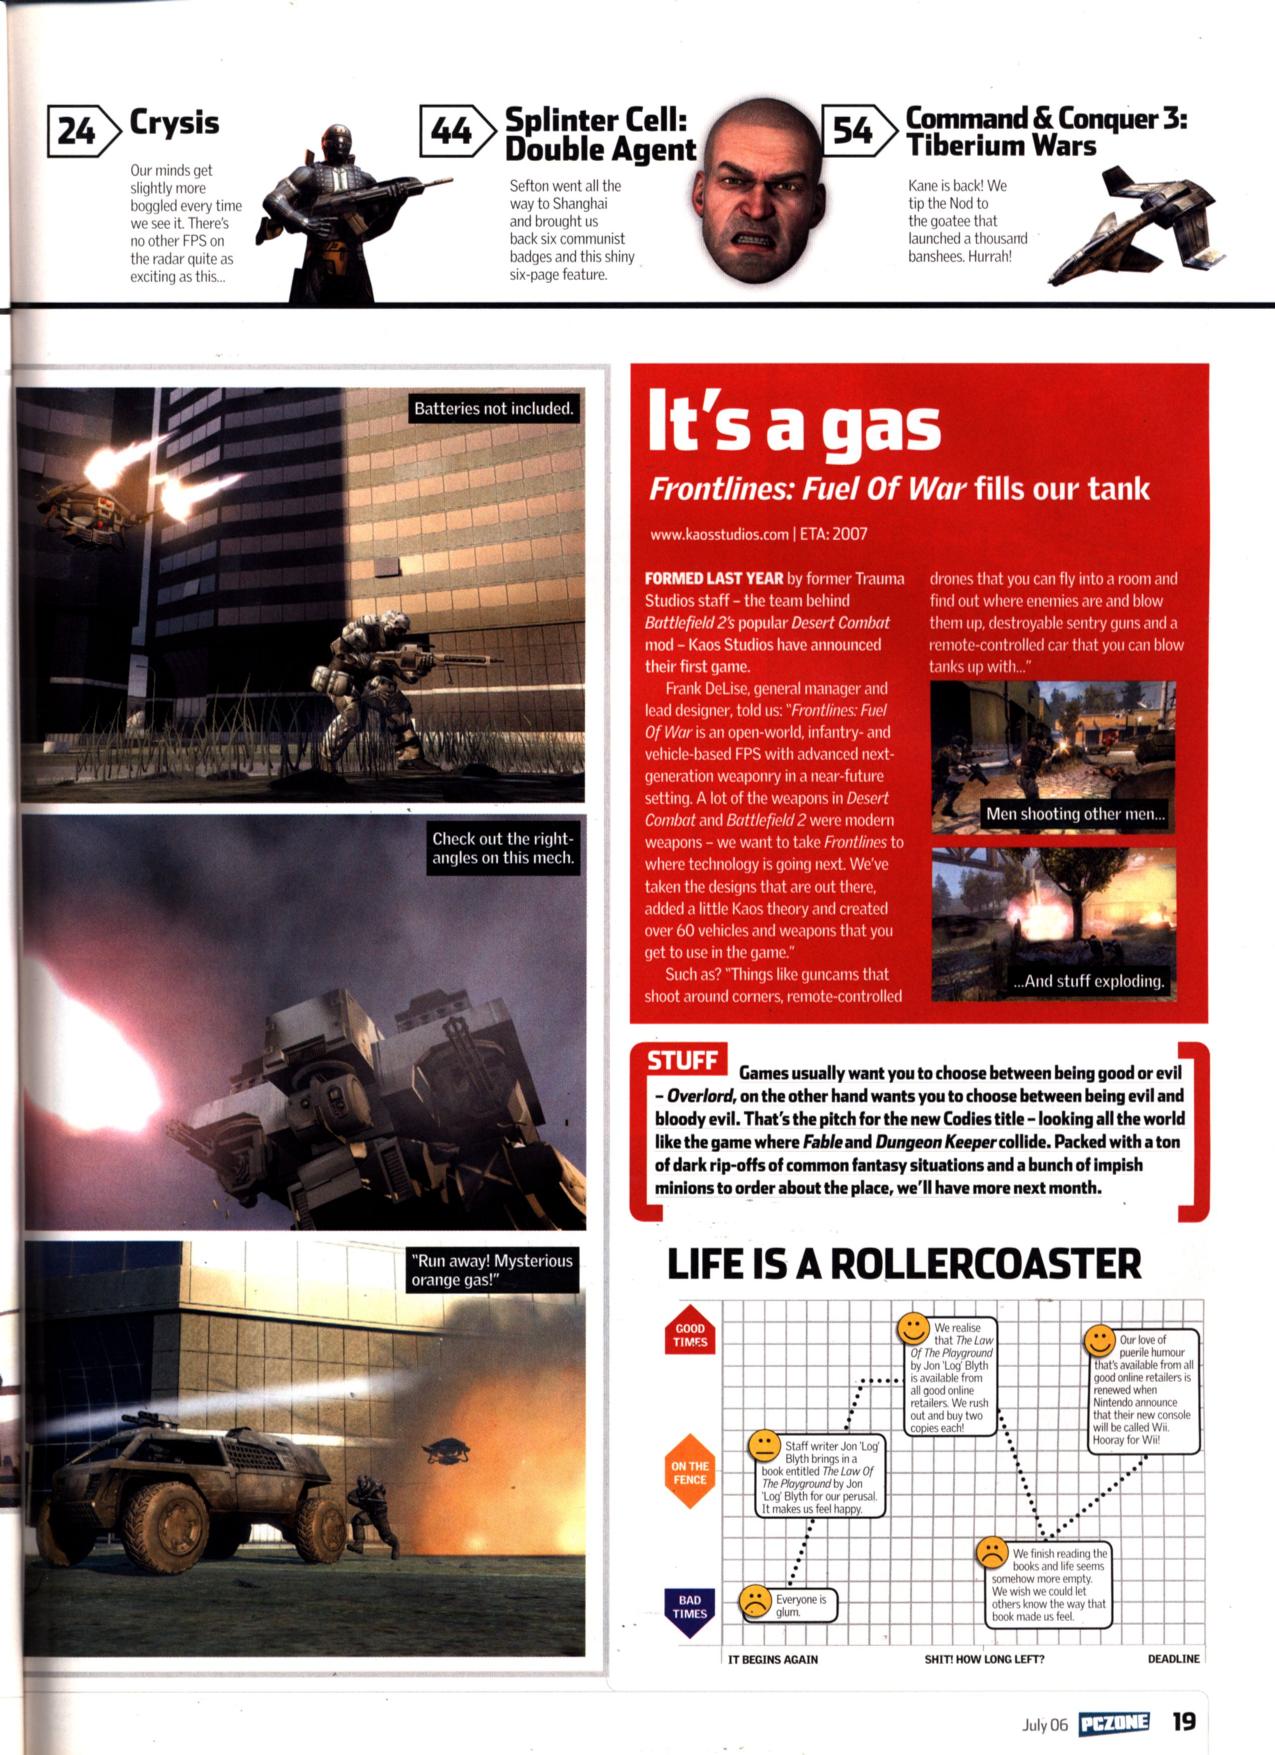 24
Crysis
Our minds get
slightly more
boggled every time
we see it. There's
no other FPS on
the radar quite as
exciting as this...
44
Splinter Cell:
Double Agent
Sefton went all the
way to Shanghai
and brought us
back six communist
badges and this shiny
six-page feature.
54
Command & Conquer 3:
Tiberium Wars
Kane is back! We
tip the Nod to
the goatee that
launched a thousand
banshees. Hurrah!
Batteries not included.
Check out the right-
angles on this mech.
"Run away! Mysterious
orange gas!"
It's a gas
Frontlines: Fuel Of War fills our tank
www.kaosstudios.com | ETA: 2007
FORMED LAST YEAR by former Trauma
Studios staff – the team behind
Battlefield 2's popular Desert Combat
mod – Kaos Studios have announced
their first game.
Frank DeLise, general manager and
lead designer, told us: "Frontlines: Fuel
Of War is an open-world, infantry- and
vehicle-based FPS with advanced next-
generation weaponry in a near-future
setting. A lot of the weapons in Desert
Combat and Battlefield 2 were modern
weapons – we want to take Frontlines to
where technology is going next. We've
taken the designs that are out there,
added a little Kaos theory and created
over 60 vehicles and weapons that you
get to use in the game."
Such as? "Things like guncams that
shoot around corners, remote-controlled
drones that you can fly into a room and
find out where enemies are and blow
them up, destroyable sentry guns and a
remote-controlled car that you can blow
tanks up with..."
Men shooting other men...
...And stuff exploding.
STUFF
Games usually want you to choose between being good or evil
– Overlord, on the other hand wants you to choose between being evil and
bloody evil. That's the pitch for the new Codies title – looking all the world
like the game where Fable and Dungeon Keeper collide. Packed with a ton
of dark rip-offs of common fantasy situations and a bunch of impish
minions to order about the place, we'll have more next month.
LIFE IS A ROLLERCOASTER
GOOD
TIMES
ON THE
FENCE
BAD
TIMES
Everyone is
glum.
Staff writer Jon 'Log'
Blyth brings in a
book entitled The Law Of
The Playground by Jon
'Log' Blyth for our perusal.
It makes us feel happy.
We realise
that The Law
Of The Playground
by Jon 'Log' Blyth
is available from
all good online
retailers. We rush
out and buy two
copies each!
We finish reading the
books and life seems
somehow more empty.
We wish we could let
others know the way that
book made us feel.
Our love of
puerile humour
that's available from all
good online retailers is
renewed when
Nintendo announce
that their new console
will be called Wii.
Hooray for Wii!
IT BEGINS AGAIN
SHIT! HOW LONG LEFT?
DEADLINE
July 06 PCZONE 19